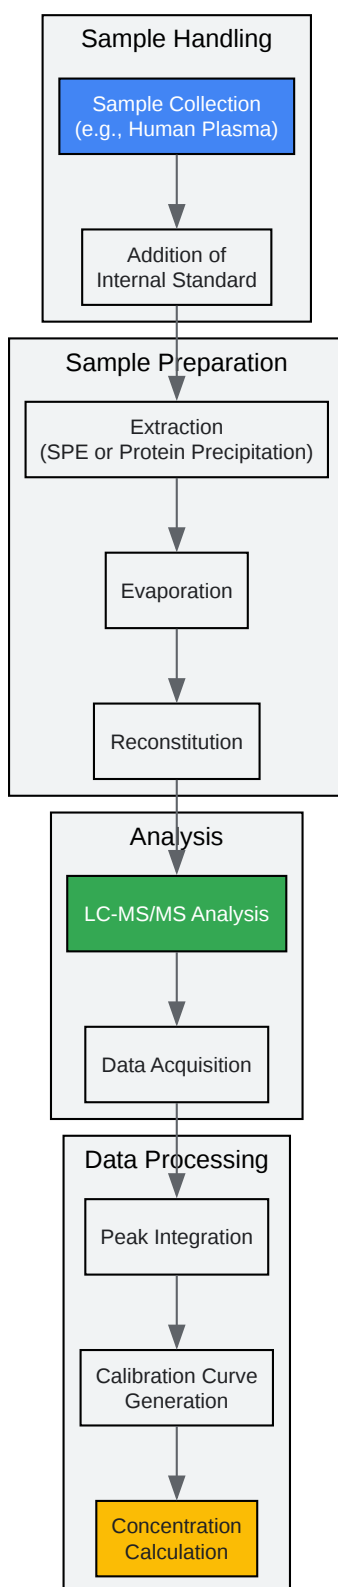 Sample Handling
Sample Collection
(e.g., Human Plasma)
Addition of
Internal Standard
Sample Preparation
Extraction
(SPE or Protein Precipitation)
Evaporation
Reconstitution
Analysis
LC-MS/MS Analysis
Data Acquisition
Data Processing
Peak Integration
Calibration Curve
Generation
Concentration
Calculation